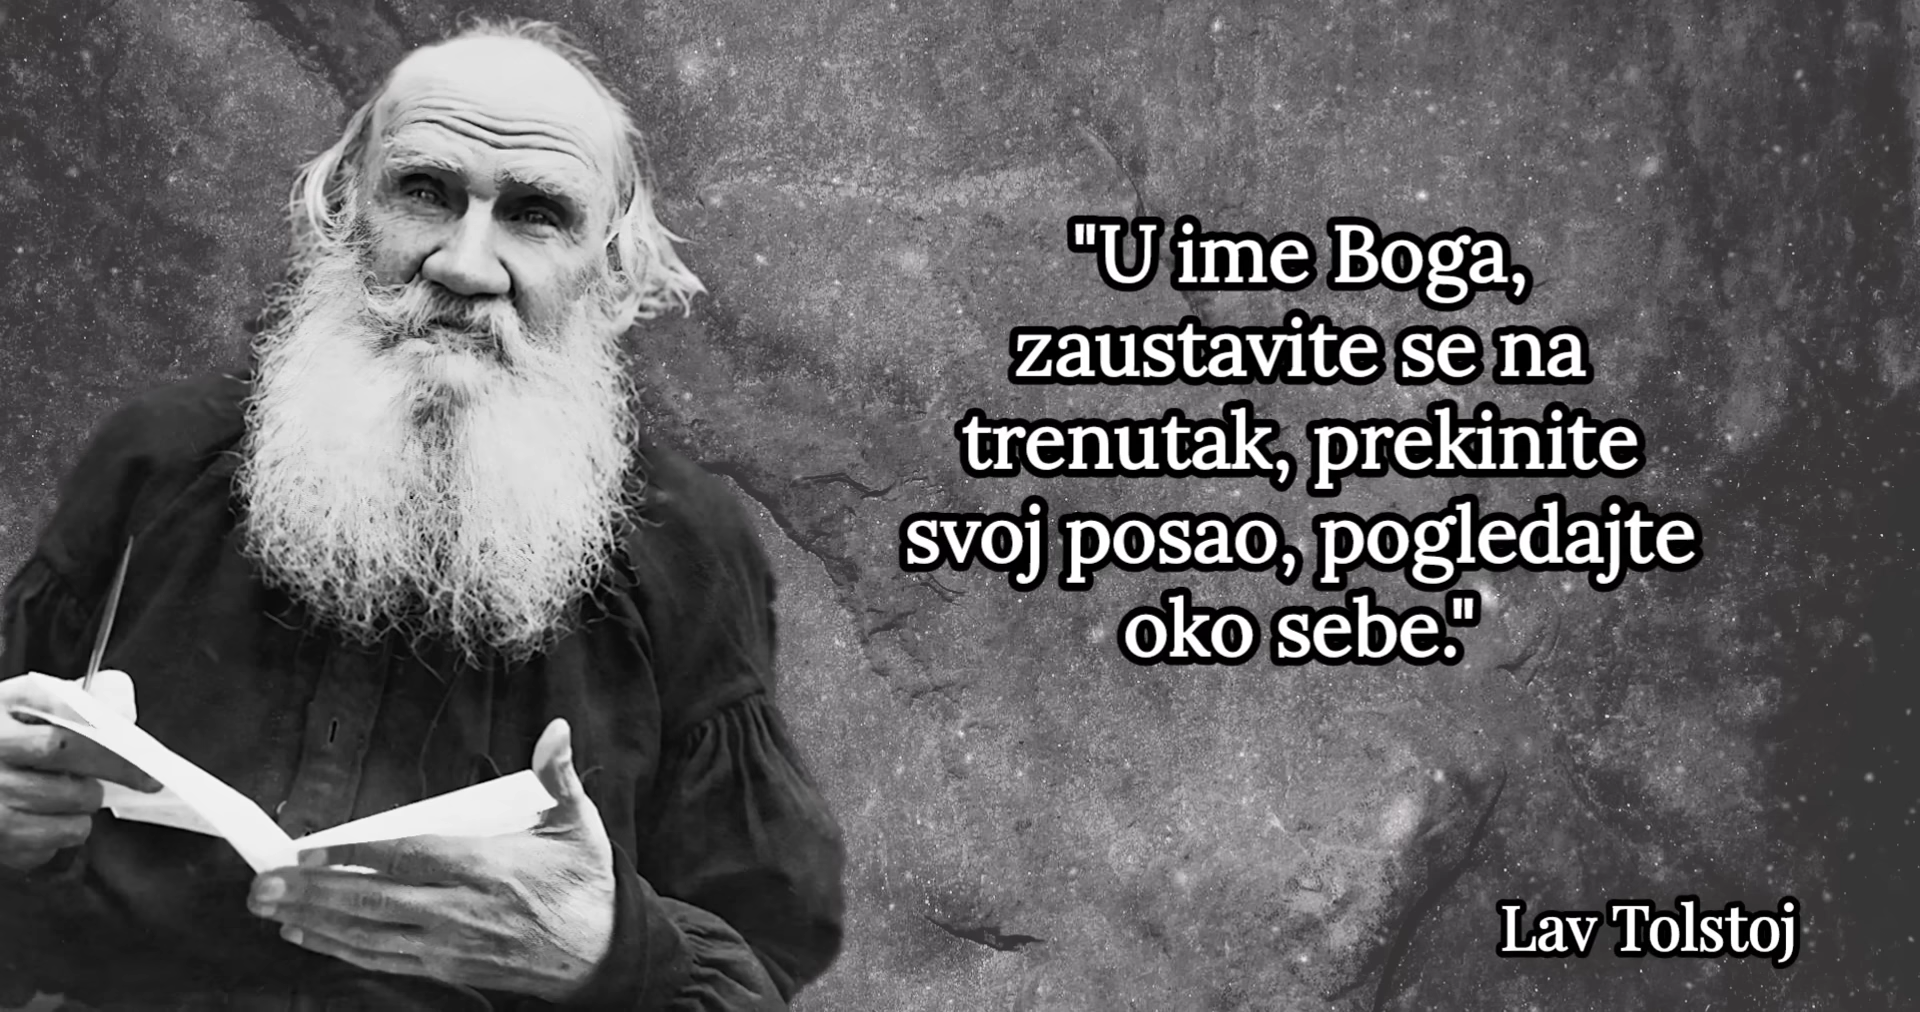 "U ime Boga,
zaustavite se na
trenutak, prekinite
svoj posao, pogledajte
oko sebe."
Lav Tolstoj